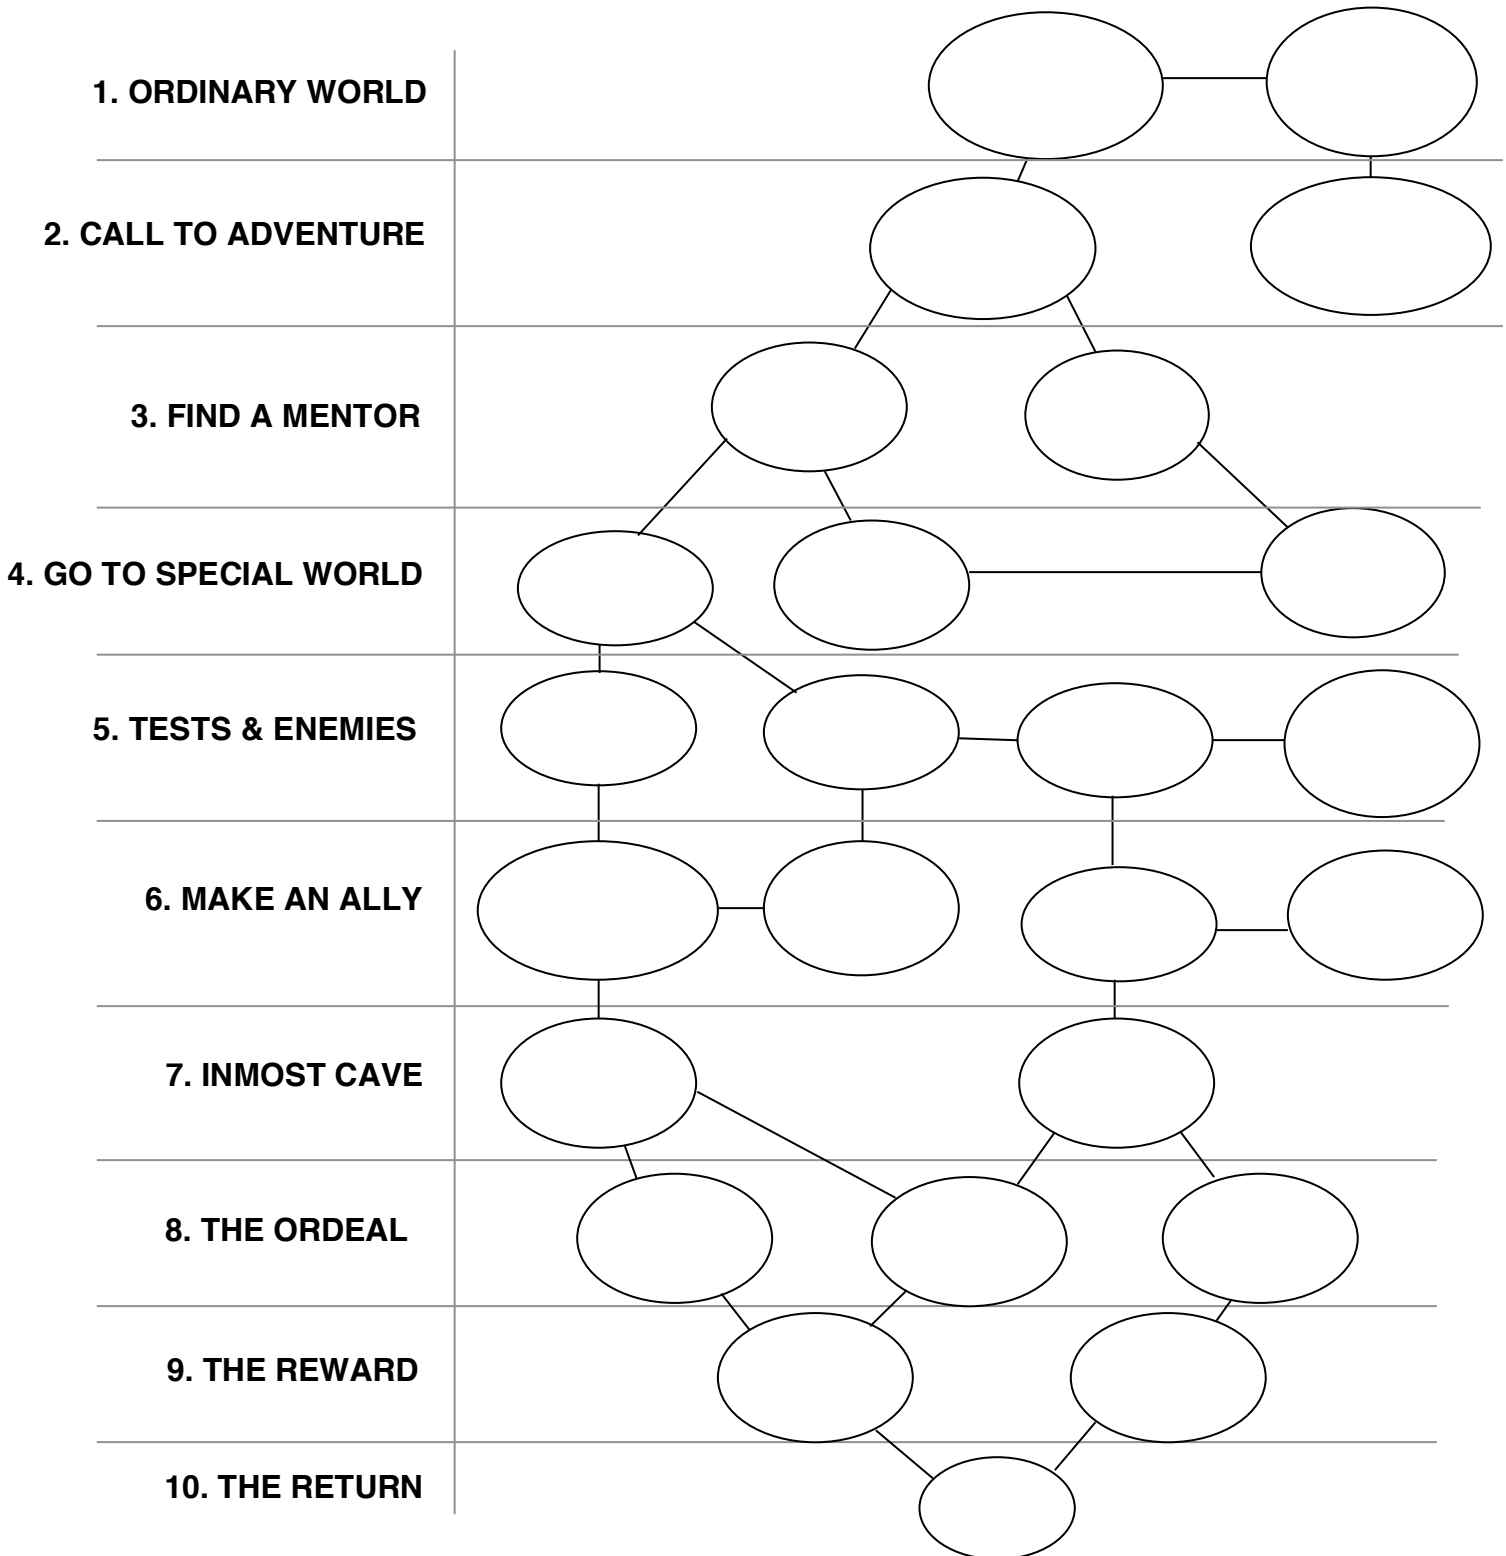 1. ORDINARY WORLD
2. CALL TO ADVENTURE
3. FIND A MENTOR
4. GO TO SPECIAL WORLD
5. TESTS & ENEMIES
6. MAKE AN ALLY
7. INMOST CAVE
8. THE ORDEAL
9. THE REWARD
10. THE RETURN